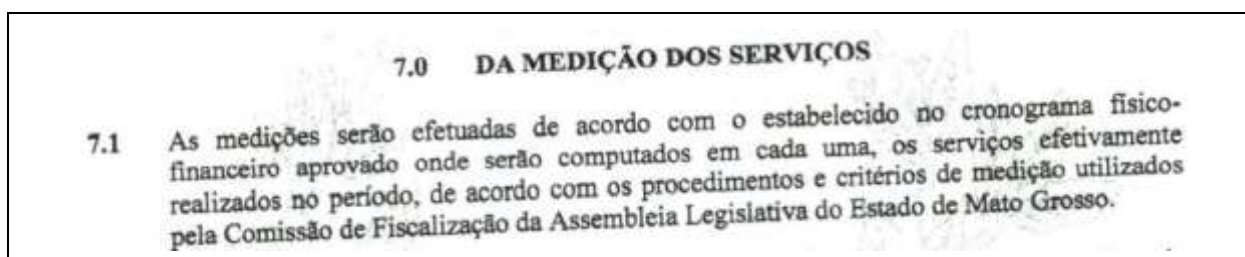 7.0 DA MEDIÇÃO DOS SERVIÇOS
7.1 As medições serão efetuadas de acordo com o estabelecido no cronograma físico-
financeiro aprovado onde serão computados em cada uma, os serviços efetivamente
realizados no período, de acordo com os procedimentos e critérios de medição utilizados
pela Comissão de Fiscalização da Assembleia Legislativa do Estado de Mato Grosso.